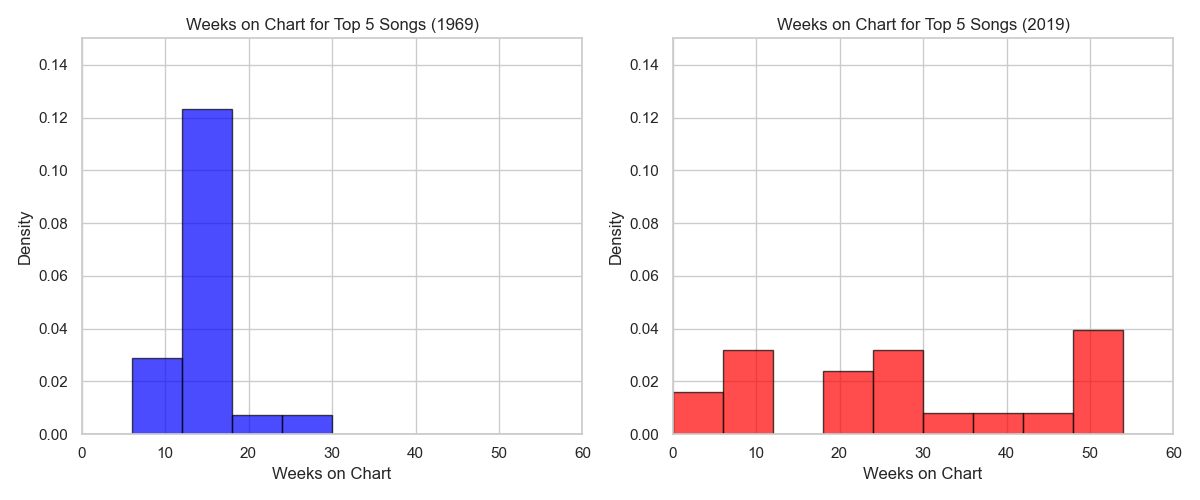 Weeks on Chart for Top 5 Songs (1969)
0.14
0.12
0.10
0.08
0.06
0.04
0.02
0.00
Density
0 10 20 30 40 50 60
Weeks on Chart
Weeks on Chart for Top 5 Songs (2019)
0.14
0.12
0.10
0.08
0.06
0.04
0.02
0.00
Density
0 10 20 30 40 50 60
Weeks on Chart